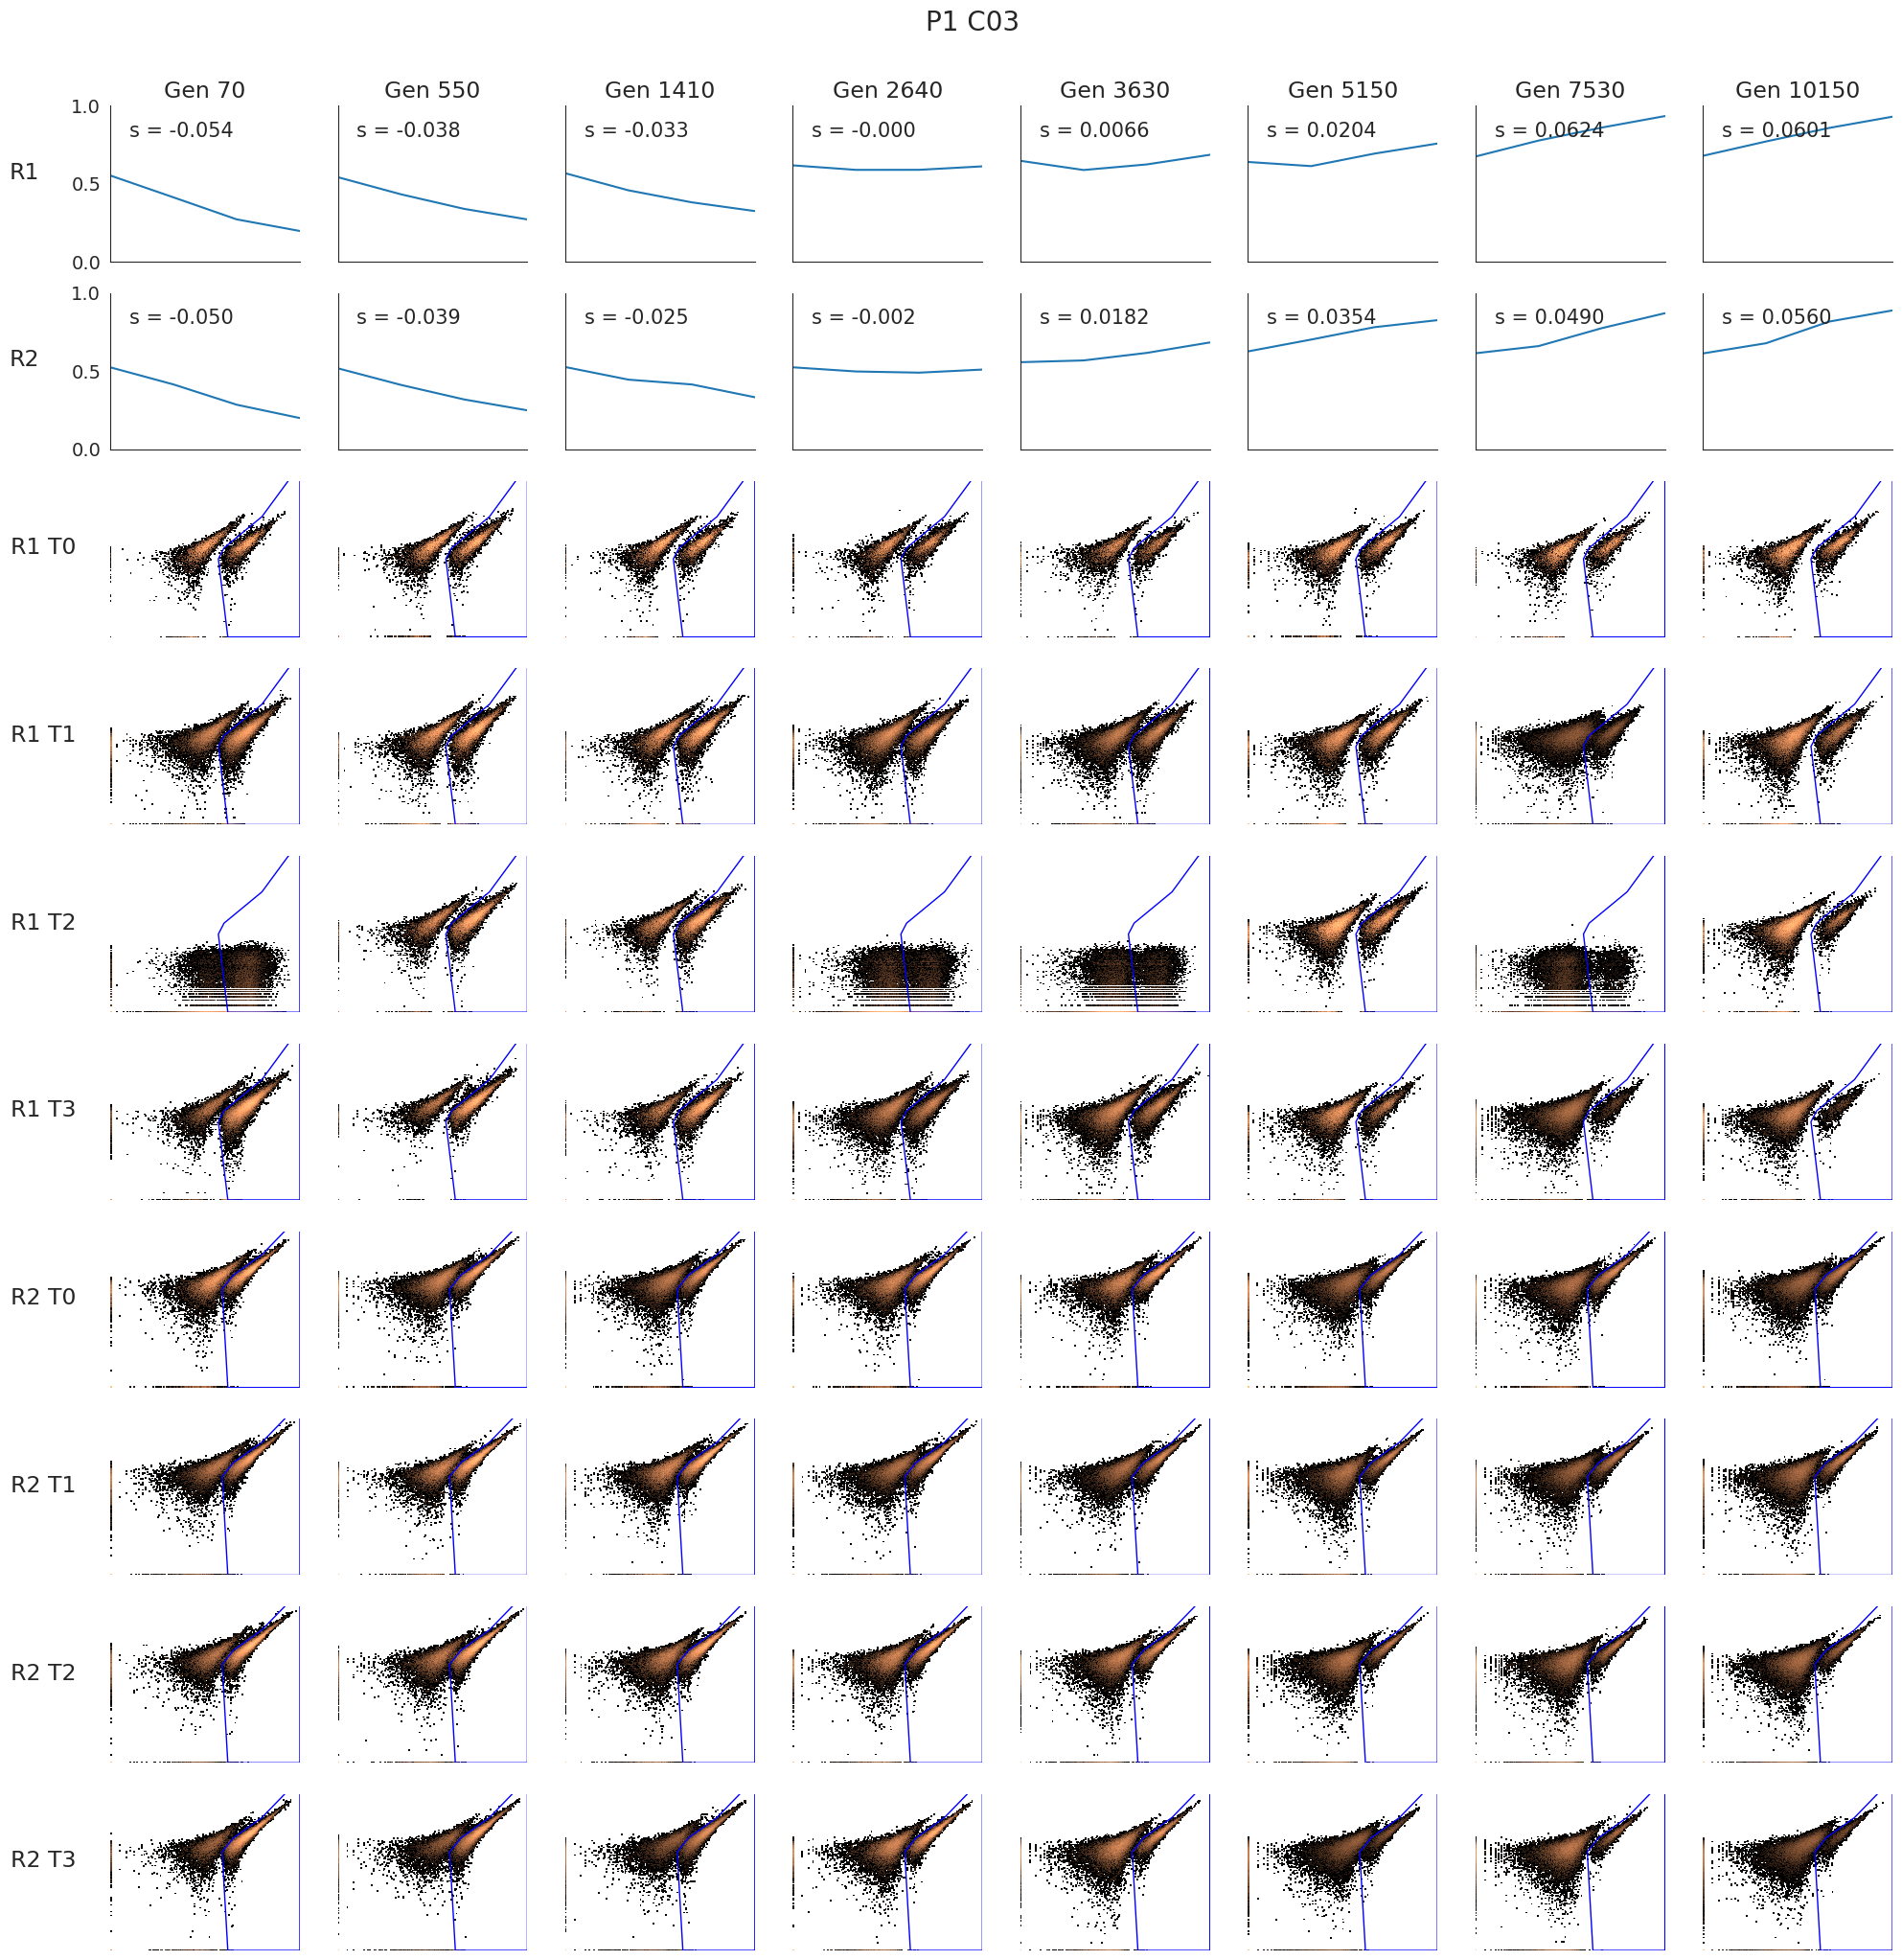 P1 C03
Gen 70 Gen 550 Gen 1410 Gen 2640 Gen 3630 Gen 5150 Gen 7530 Gen 10150
R1
1.0
0.5
0.0
s = -0.054 s = -0.038 s = -0.033 s = -0.000 s = 0.0066 s = 0.0204 s = 0.0624 s = 0.0601
R2
1.0
0.5
0.0
s = -0.050 s = -0.039 s = -0.025 s = -0.002 s = 0.0182 s = 0.0354 s = 0.0490 s = 0.0560
R1 T0
R1 T1
R1 T2
R1 T3
R2 T0
R2 T1
R2 T2
R2 T3